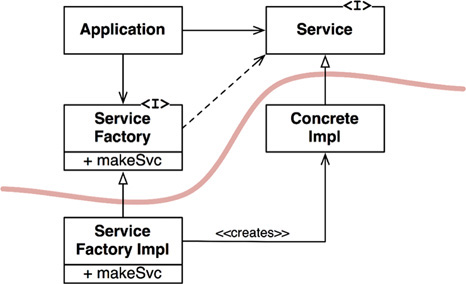 Application
<I>
Service
<I>
Service
Factory
+ makeSvc
Concrete
Impl
Service
Factory Impl
+ makeSvc
<<creates>>